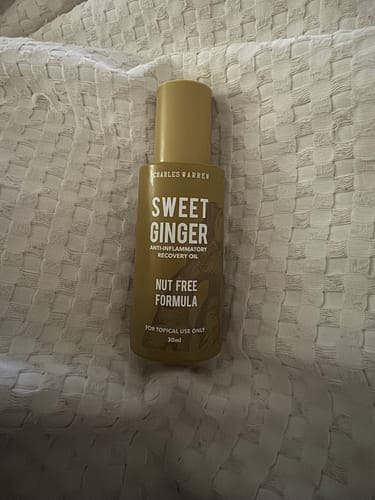 CHARLES WARREN
SWEET
GINGER
ANTI-INFLAMMATORY
RECOVERY OIL
NUT FREE
FORMULA
FOR TOPICAL USE ONLY
30ml